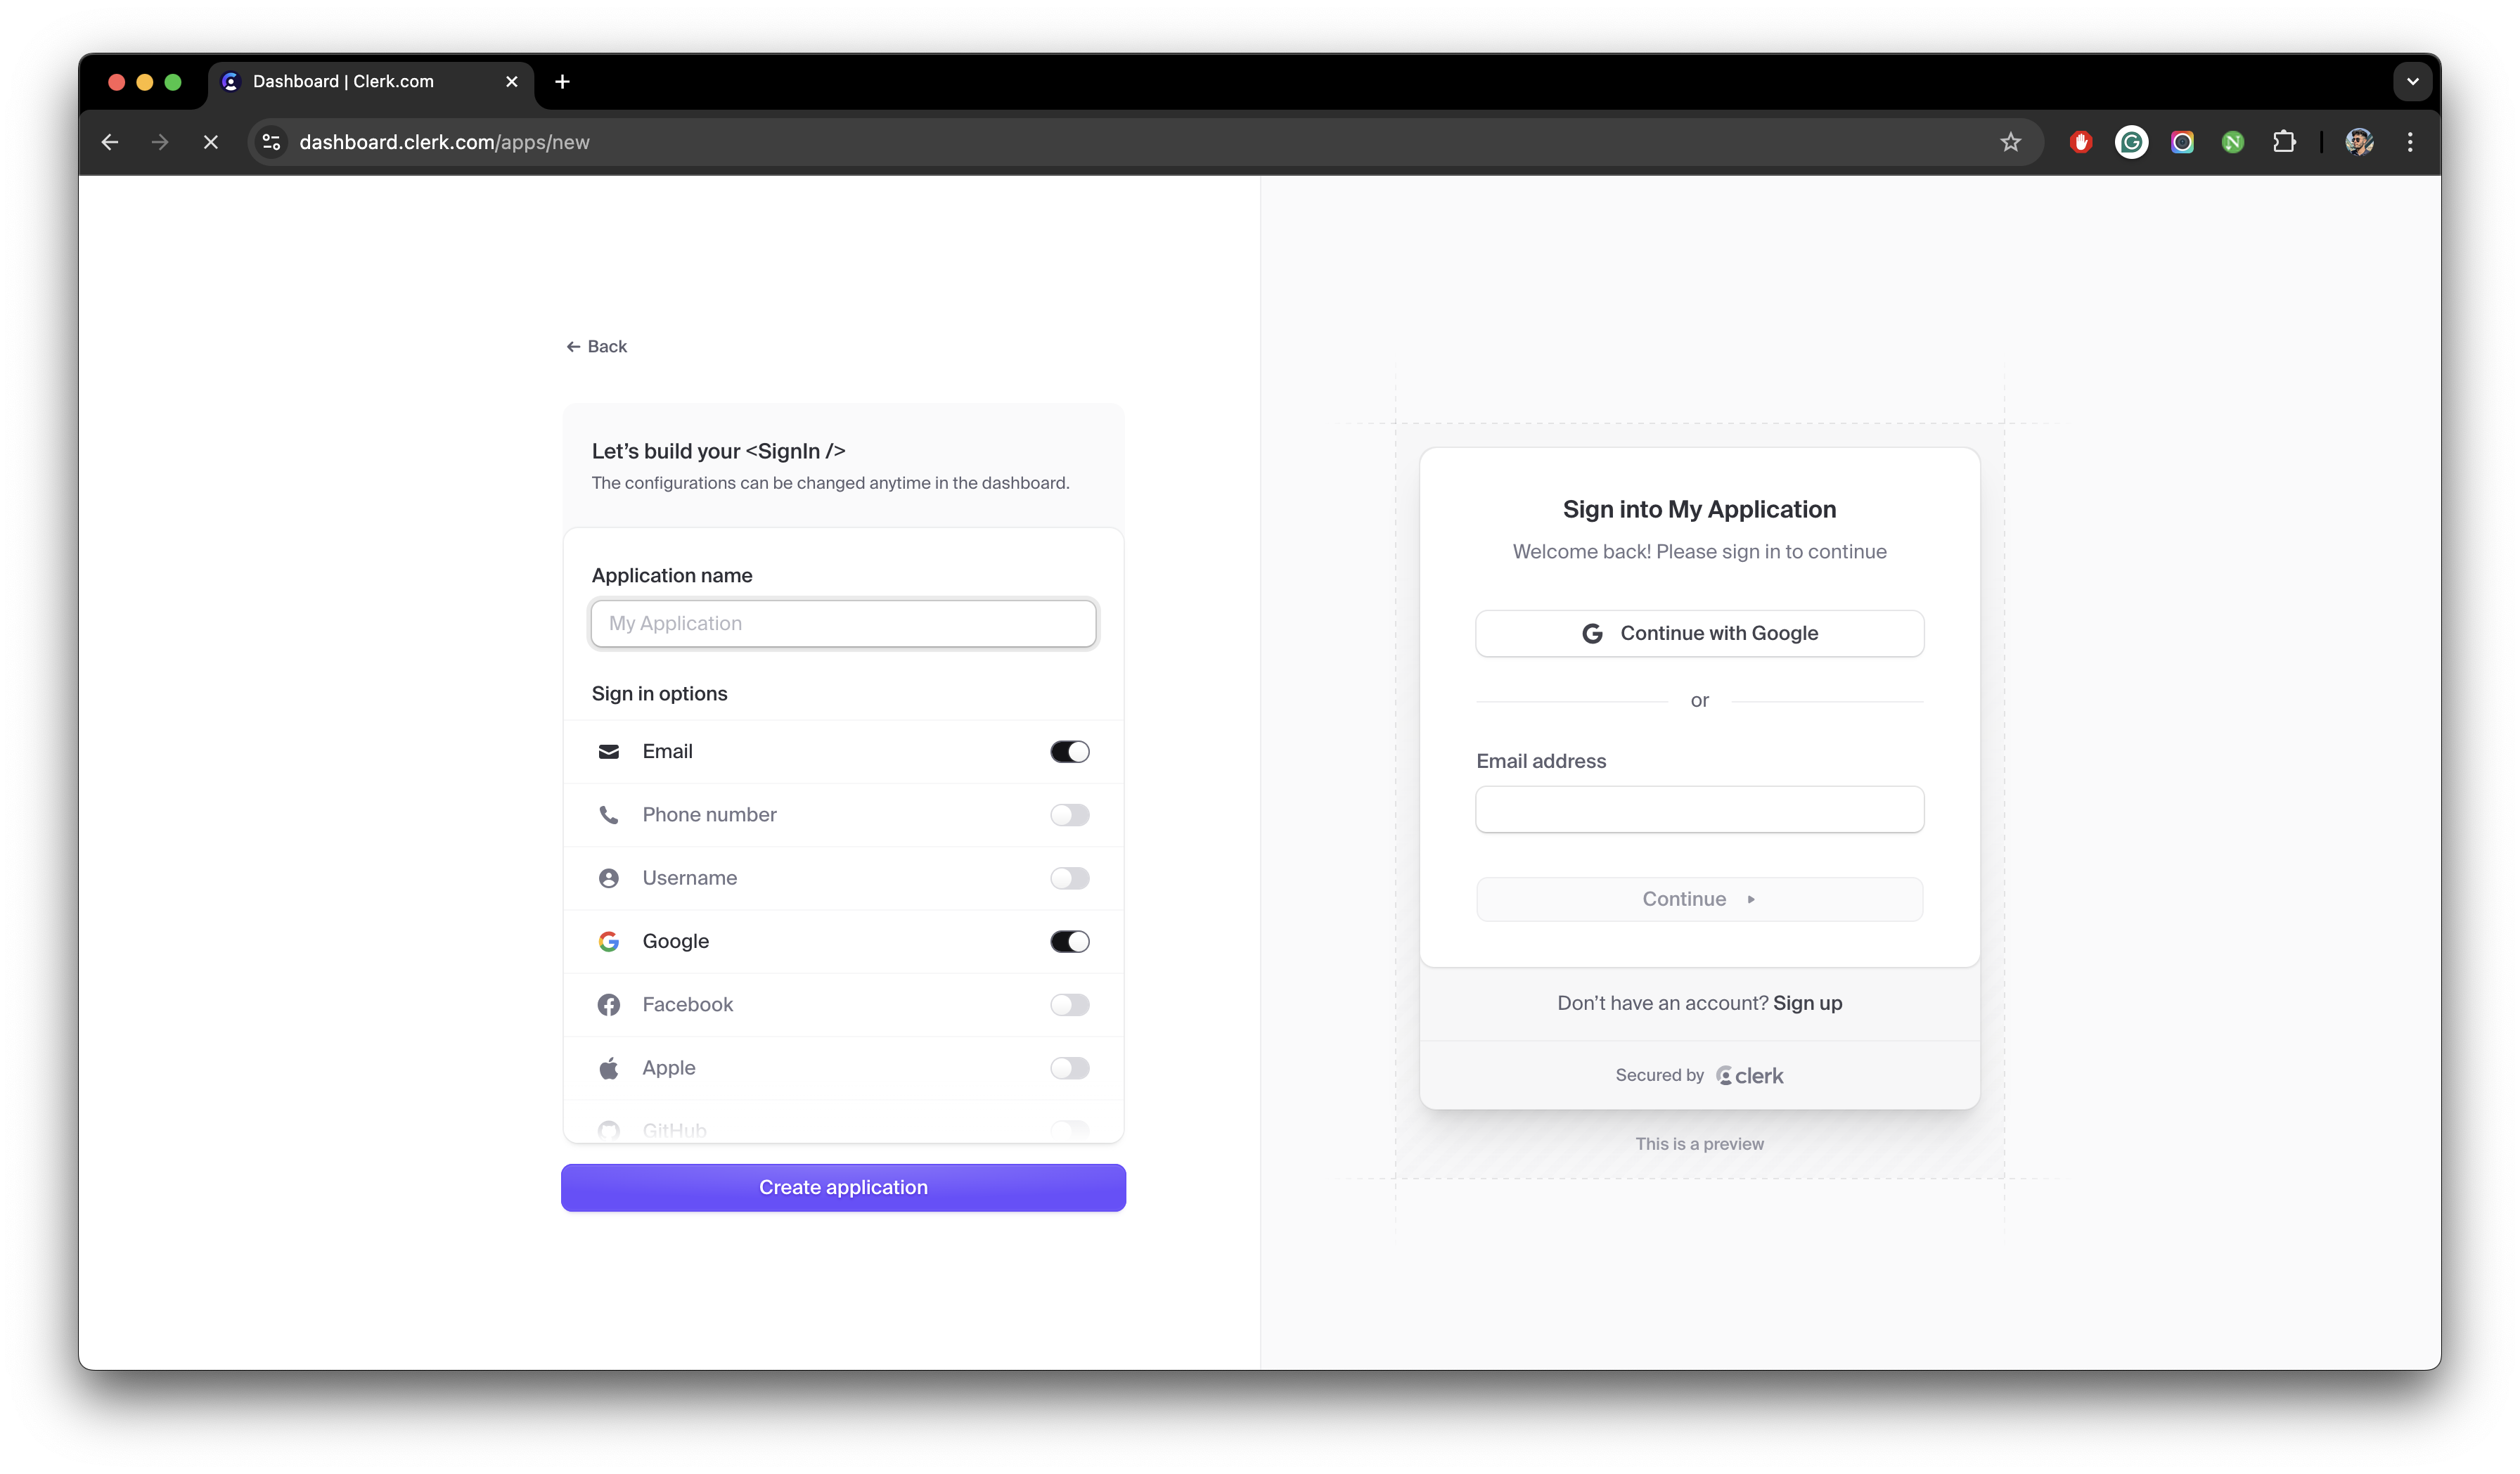 Dashboard | Clerk.com
dashboard.clerk.com/apps/new
Back
Let’s build your <SignIn />
The configurations can be changed anytime in the dashboard.
Application name
My Application
Sign in options
Email
Phone number
Username
Google
Facebook
Apple
GitHub
Create application
Sign into My Application
Welcome back! Please sign in to continue
Continue with Google
or
Email address
Continue
Don’t have an account? Sign up
Secured by clerk
This is a preview